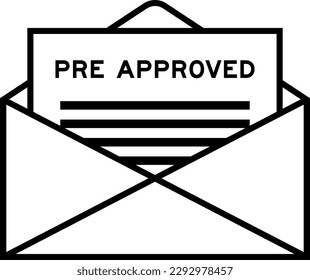 PRE APPROVED
shutterstock.com · 2292978457